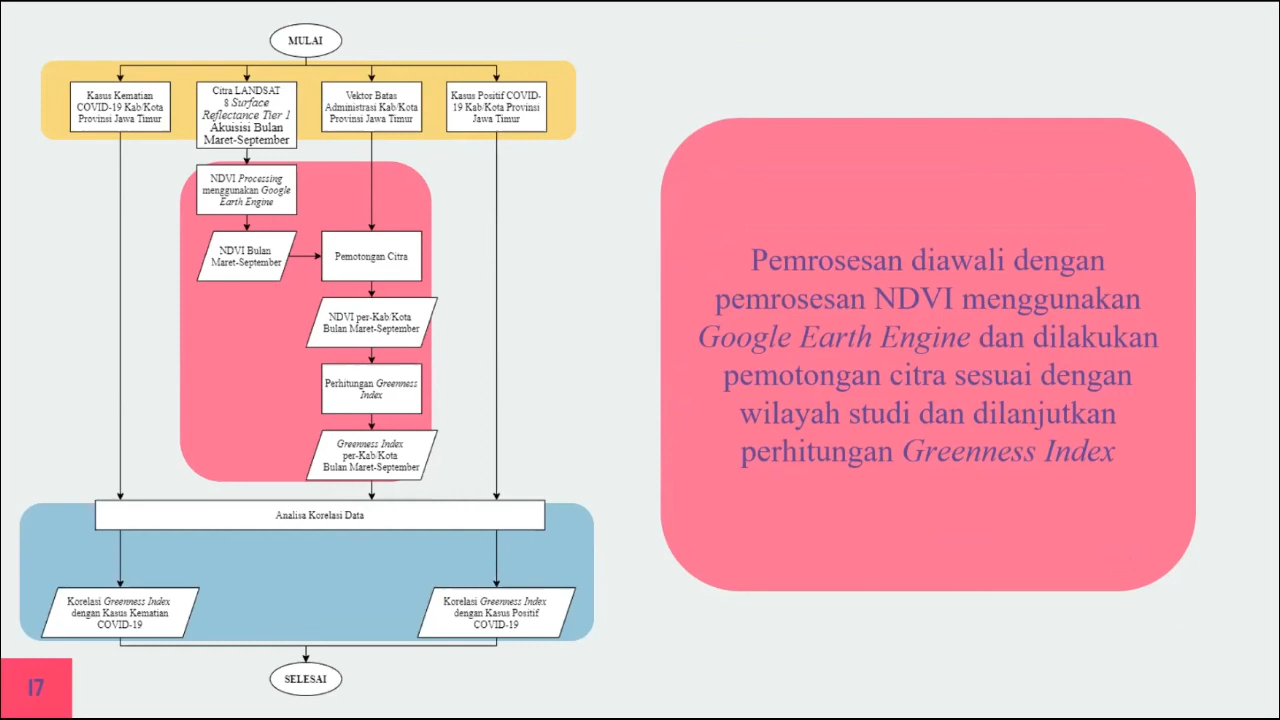 MULAI
Kasus Kematian
COVID-19 Kab/Kota
Provinsi Jawa Timur
Citra LANDSAT
8 Surface
Reflectance Tier 1
Akuisisi Bulan
Maret-September
Vektor Batas
Administrasi Kab/Kota
Provinsi Jawa Timur
Kasus Positif COVID-
19 Kab/Kota Provinsi
Jawa Timur
NDVI Processing
menggunakan Google
Earth Engine
NDVI Bulan
Maret-September
Pemotongan Citra
NDVI per-Kab/Kota
Bulan Maret-September
Perhitungan Greenness
Index
Greenness Index
per-Kab/Kota
Bulan Maret-September
Analisa Korelasi Data
Korelasi Greenness Index
dengan Kasus Kematian
COVID-19
Korelasi Greenness Index
dengan Kasus Positif
COVID-19
SELESAI
Pemrosesan diawali dengan
pemrosesan NDVI menggunakan
Google Earth Engine dan dilakukan
pemotongan citra sesuai dengan
wilayah studi dan dilanjutkan
perhitungan Greenness Index
17